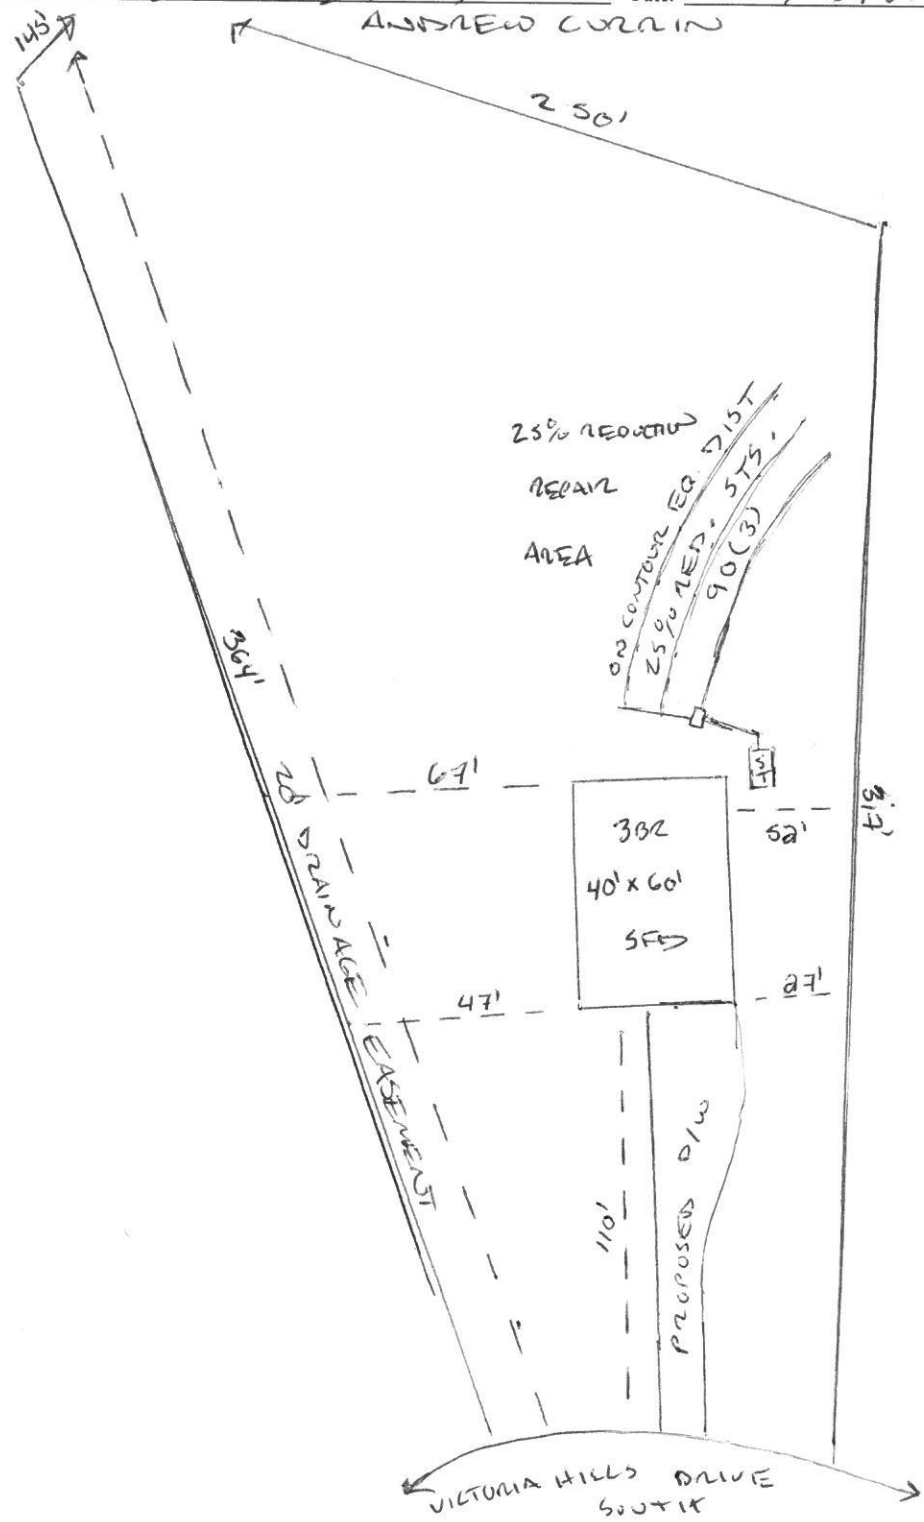 ANDREW CURRIN
145'
250'
25% REDUCTION
REPAIR
AREA
ON CONTOUR EQ. DIST
25% RED. STS.
90(3)
ST
364'
317'
67'
52'
3BR
40' x 60'
SFD
20' DRAINAGE EASEMENT
47'
27'
110'
PROPOSED D/W
VICTORIA HILLS DRIVE
SOUTH